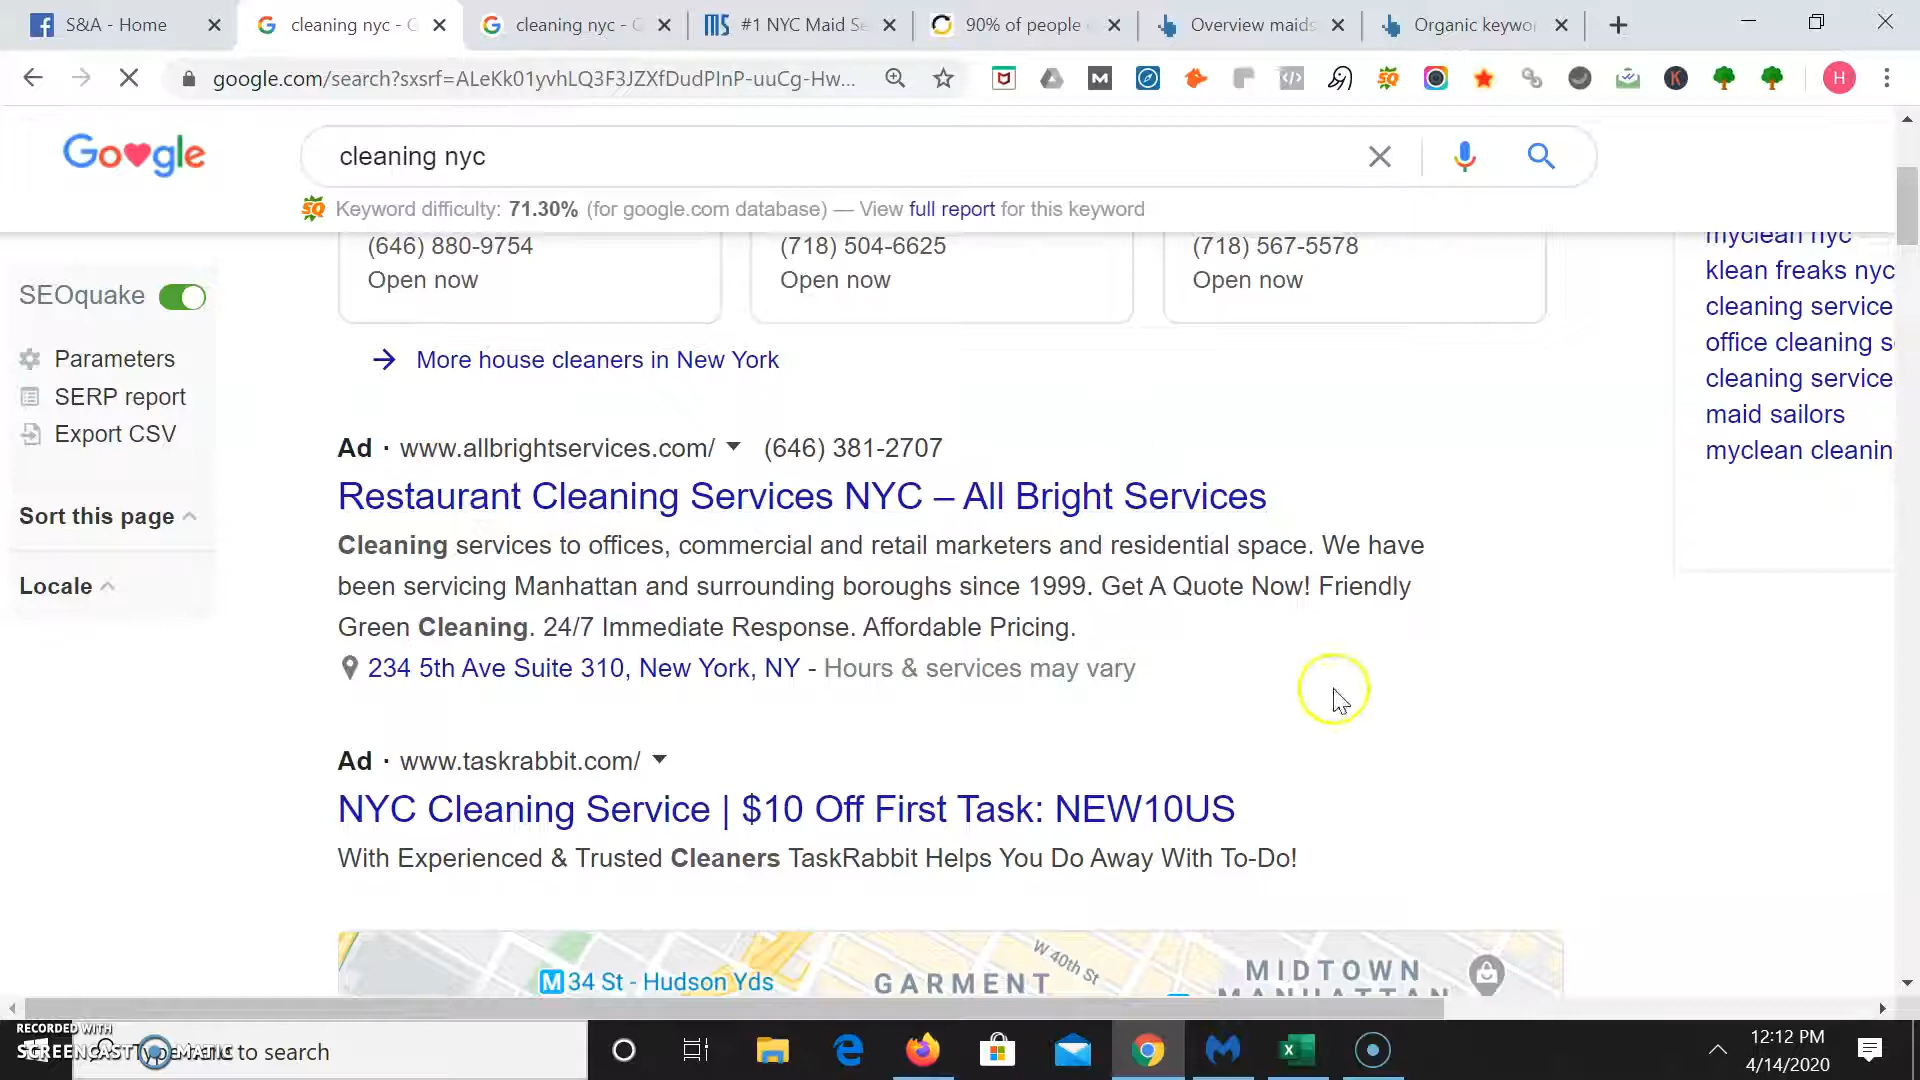 S&A - Home
cleaning nyc - G
cleaning nyc - G
#1 NYC Maid Se
90% of people
Overview maids
Organic keywor
google.com/search?sxsrf=ALeKk01yvhLQ3F3JZXfDudPlnP-uuCg-Hw...
H
Google
cleaning nyc
SQ Keyword difficulty: 71.30% (for google.com database) — View full report for this keyword
(646) 880-9754
Open now
(718) 504-6625
Open now
(718) 567-5578
Open now
myclean nyc
klean freaks nyc
cleaning service
office cleaning s
cleaning service
maid sailors
myclean cleanin
SEOquake
Parameters
SERP report
Export CSV
Sort this page
Locale
More house cleaners in New York
Ad · www.allbrightservices.com/ (646) 381-2707
Restaurant Cleaning Services NYC – All Bright Services
Cleaning services to offices, commercial and retail marketers and residential space. We have
been servicing Manhattan and surrounding boroughs since 1999. Get A Quote Now! Friendly
Green Cleaning. 24/7 Immediate Response. Affordable Pricing.
234 5th Ave Suite 310, New York, NY - Hours & services may vary
Ad · www.taskrabbit.com/
NYC Cleaning Service | $10 Off First Task: NEW10US
With Experienced & Trusted Cleaners TaskRabbit Helps You Do Away With To-Do!
M 34 St - Hudson Yds
GARMENT
W 40th St
MIDTOWN
MANHATTAN
RECORDED WITH
SCREENCAST MATIC
Type here to search
12:12 PM
4/14/2020